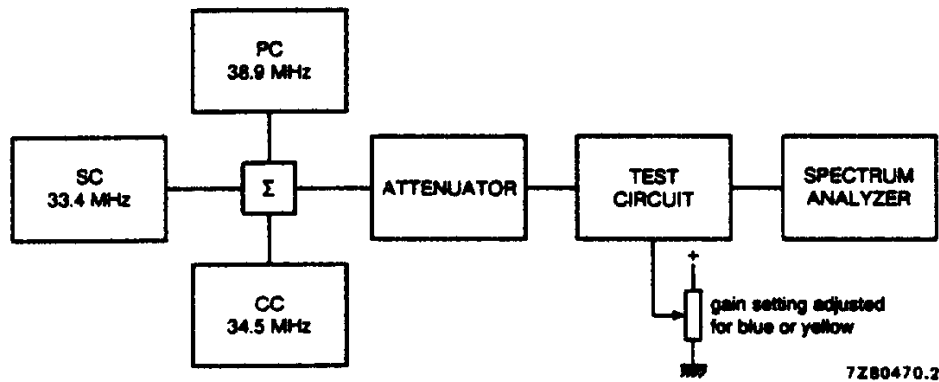 PC
38.9 MHz
SC
33.4 MHz
Σ
ATTENUATOR
TEST
CIRCUIT
SPECTRUM
ANALYZER
CC
34.5 MHz
+
gain setting adjusted
for blue or yellow
7Z80470.2